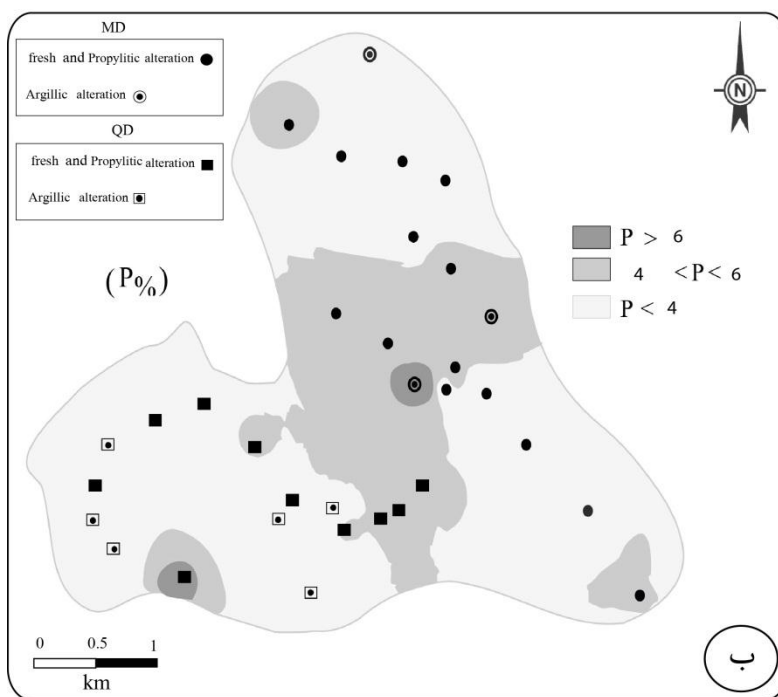 MD
fresh and Propylitic alteration
Argillic alteration
QD
fresh and Propylitic alteration
Argillic alteration
N
(P%)
P > 6
4 < P < 6
P < 4
0 0.5 1
km
ب